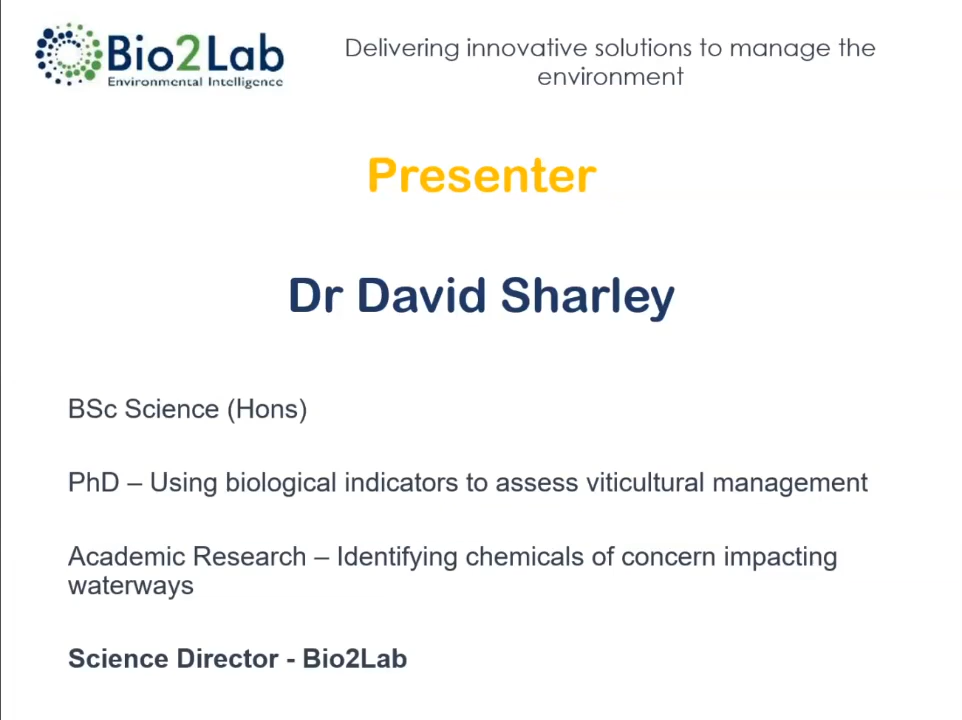 Bio2Lab
Environmental Intelligence
Delivering innovative solutions to manage the
environment
Presenter
Dr David Sharley
BSc Science (Hons)
PhD – Using biological indicators to assess viticultural management
Academic Research – Identifying chemicals of concern impacting
waterways
Science Director - Bio2Lab